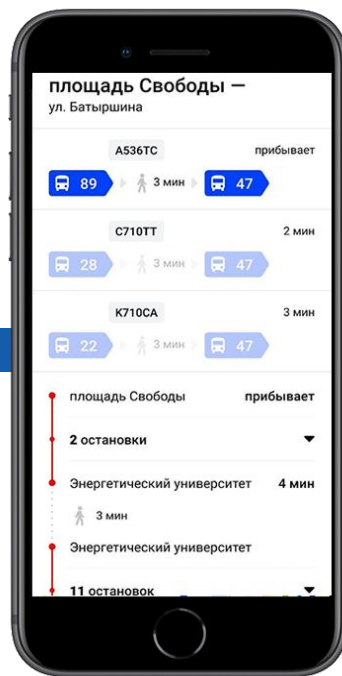 площадь Свободы —
ул. Батыршина
А536ТС прибывает
89 3 мин 47
С710ТТ 2 мин
28 3 мин 47
К710СА 3 мин
22 3 мин 47
площадь Свободы прибывает
2 остановки
Энергетический университет 4 мин
3 мин
Энергетический университет
11 остановок